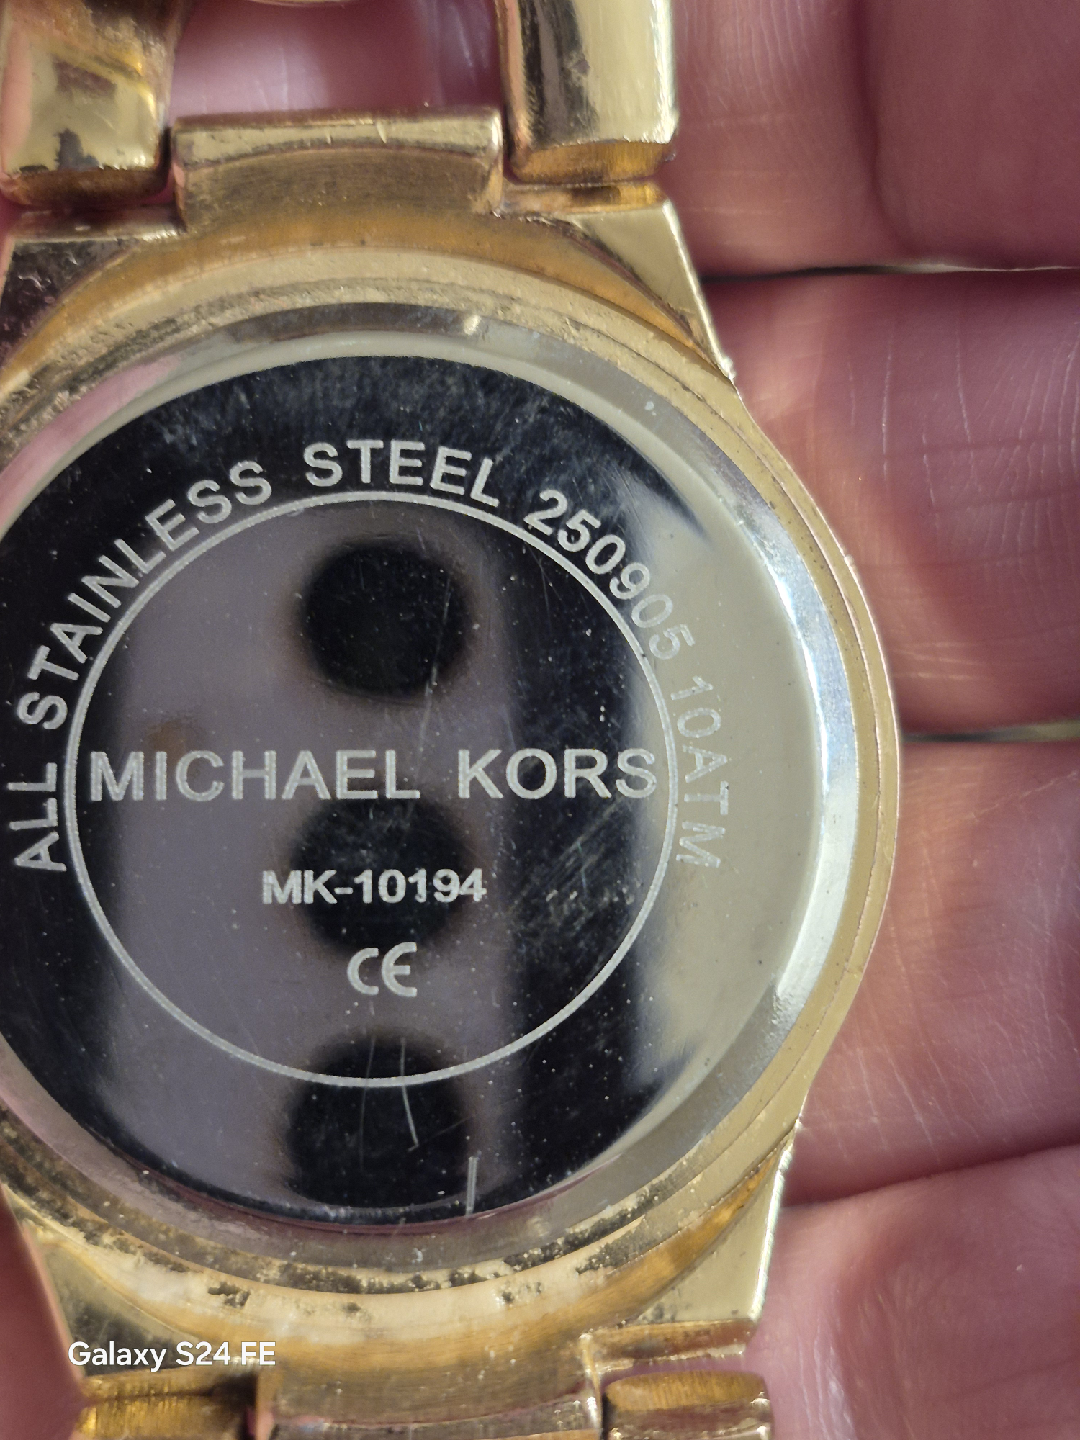 ALL STAINLESS STEEL 250905 10ATM
MICHAEL KORS
MK-10194
CE
Galaxy S24 FE